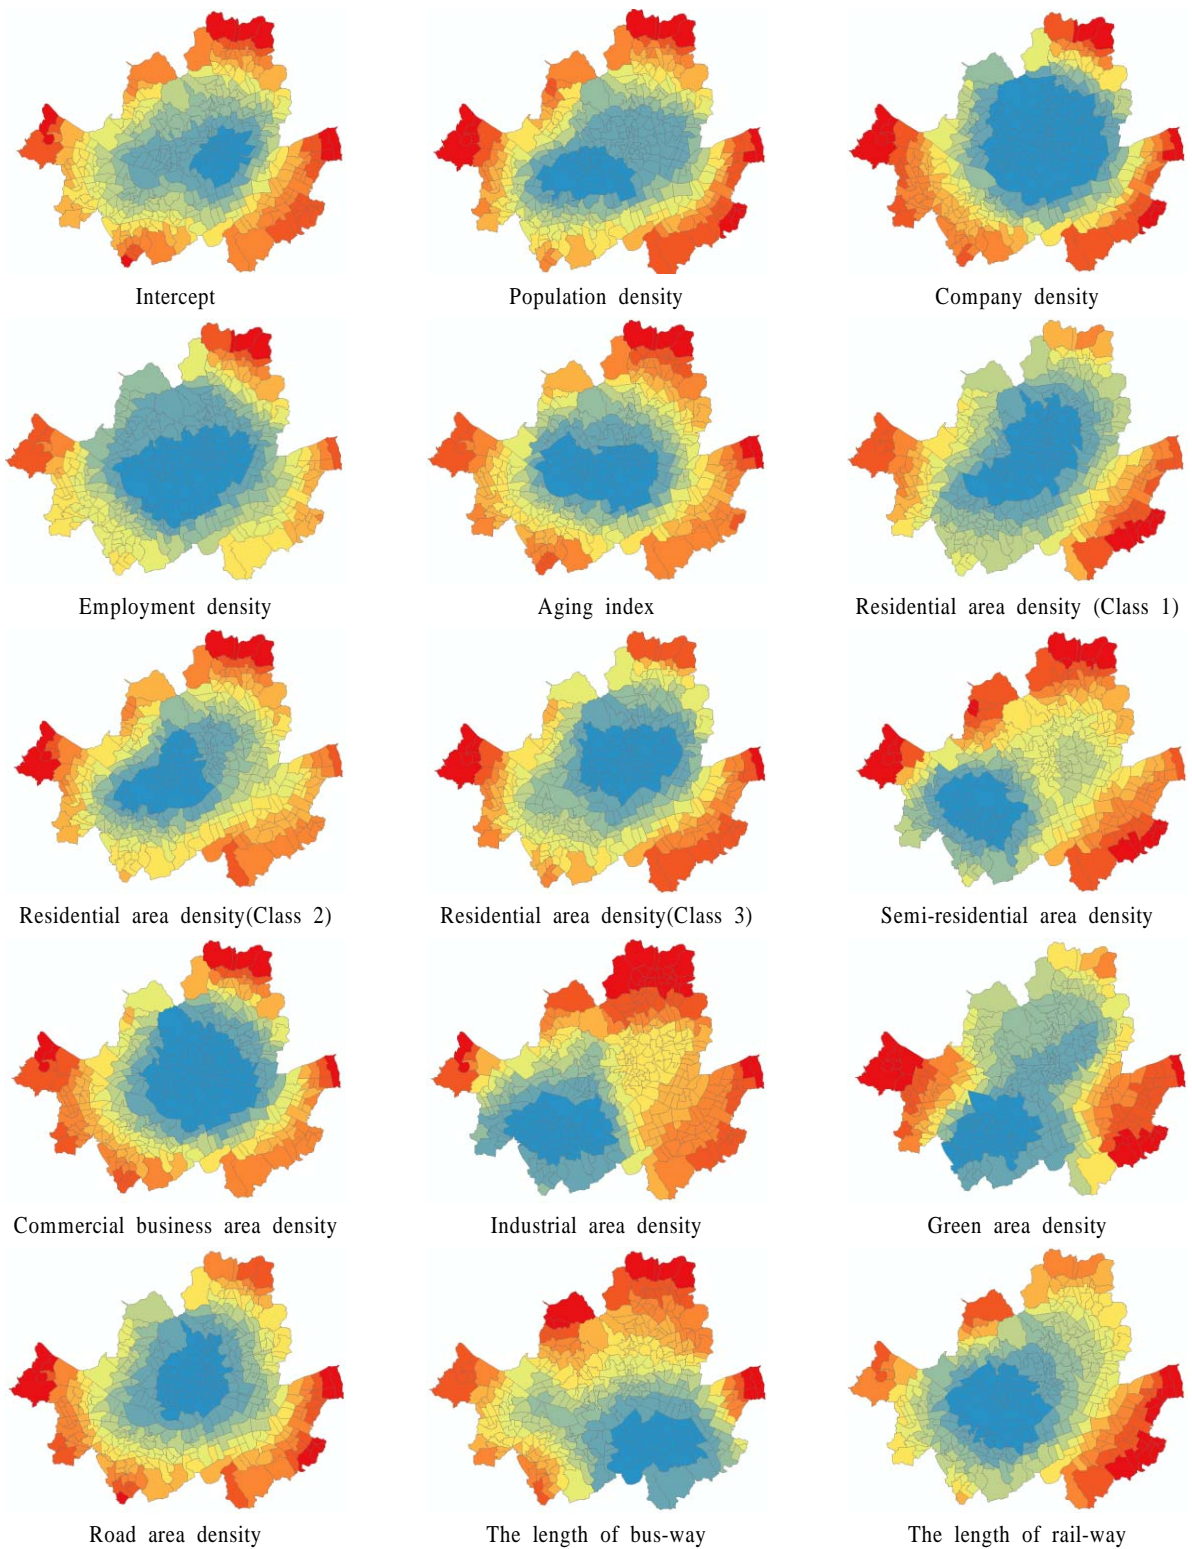 Intercept
Population density
Company density
Employment density
Aging index
Residential area density (Class 1)
Residential area density(Class 2)
Residential area density(Class 3)
Semi-residential area density
Commercial business area density
Industrial area density
Green area density
Road area density
The length of bus-way
The length of rail-way